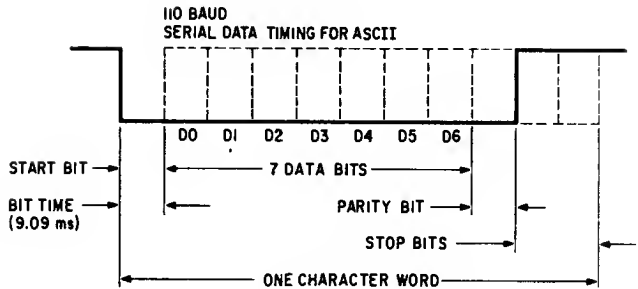 110 BAUD
SERIAL DATA TIMING FOR ASCII
D0 D1 D2 D3 D4 D5 D6
START BIT 7 DATA BITS
BIT TIME PARITY BIT
(9.09 ms)
STOP BITS
ONE CHARACTER WORD